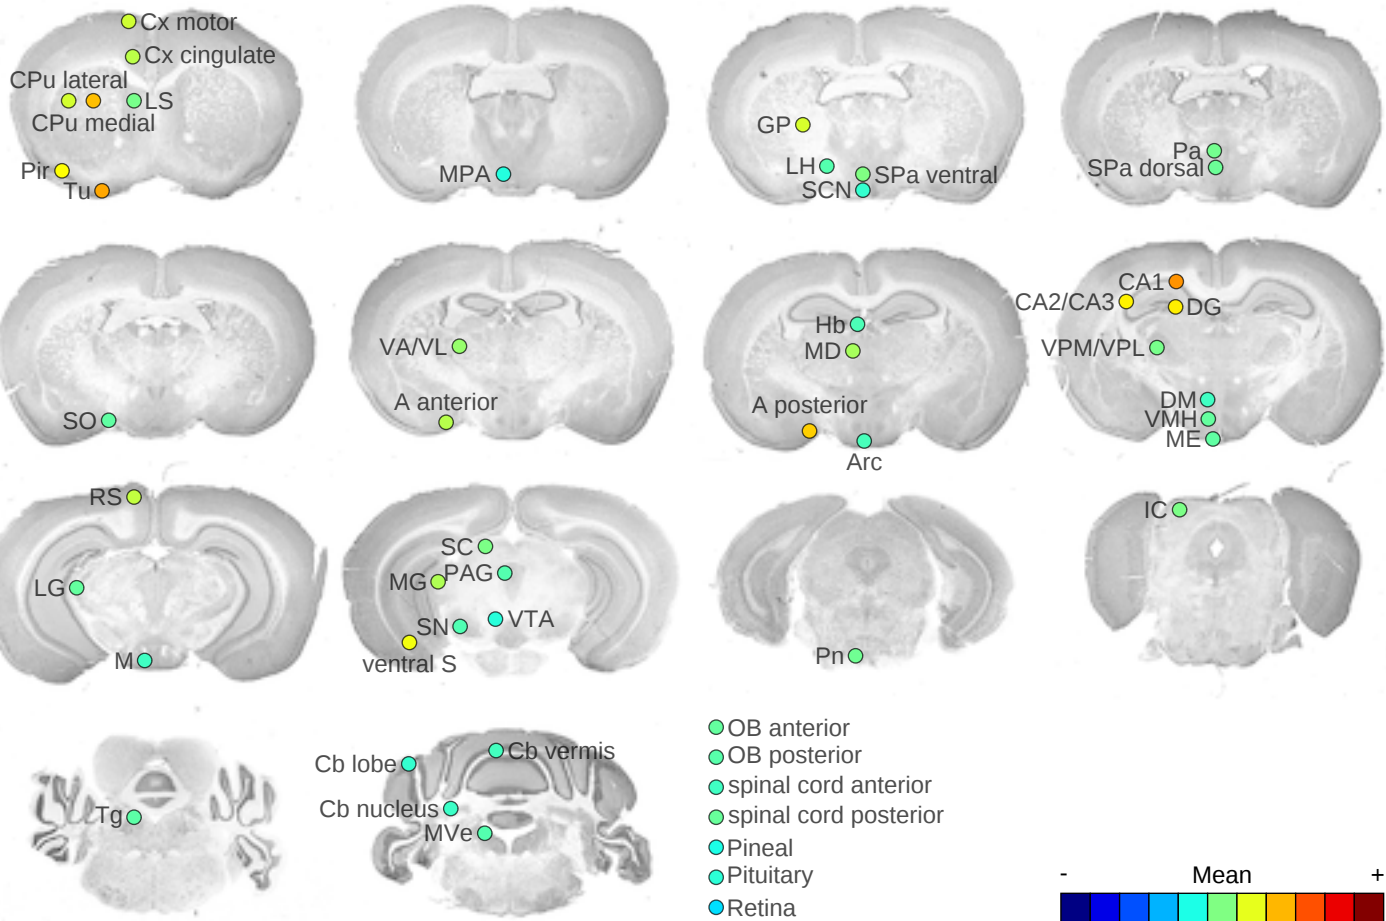 Cx motor
Cx cingulate
CPu lateral
LS
CPu medial
Pir
Tu
MPA
GP
LH
SPa ventral
SCN
Pa
SPa dorsal
SO
VA/VL
A anterior
Hb
MD
A posterior
Arc
CA1
CA2/CA3
DG
VPM/VPL
DM
VMH
ME
RS
LG
M
SC
MG
PAG
SN
VTA
ventral S
Pn
IC
Tg
Cb lobe
Cb vermis
Cb nucleus
MVe
OB anterior
OB posterior
spinal cord anterior
spinal cord posterior
Pineal
Pituitary
Retina
- Mean +